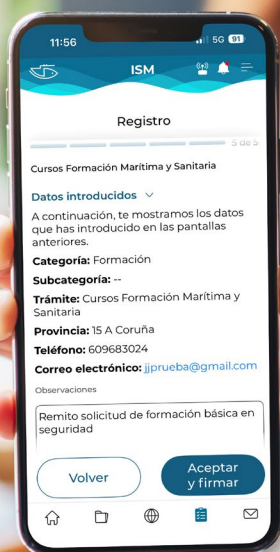 11:56
5G 91
ISM
Registro
5 de 5
Cursos Formación Marítima y Sanitaria
Datos introducidos
A continuación, te mostramos los datos
que has introducido en las pantallas
anteriores.
Categoría: Formación
Subcategoría: --
Trámite: Cursos Formación Marítima y
Sanitaria
Provincia: 15 A Coruña
Teléfono: 609683024
Correo electrónico: jjprueba@gmail.com
Observaciones
Remito solicitud de formación básica en
seguridad
Volver
Aceptar
y firmar